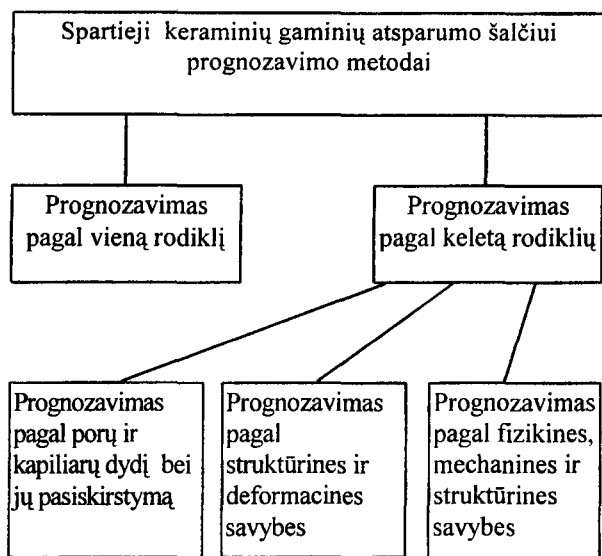 Spartieji keraminių gaminių atsparumo šalčiui
prognozavimo metodai
Prognozavimas
pagal vieną rodiklį
Prognozavimas
pagal keletą rodiklių
Prognozavimas
pagal porų ir
kapiliarų dydį bei
jų pasiskirstymą
Prognozavimas
pagal
struktūrines ir
deformacines
savybes
Prognozavimas
pagal fizikines,
mechanines ir
struktūrines
savybes